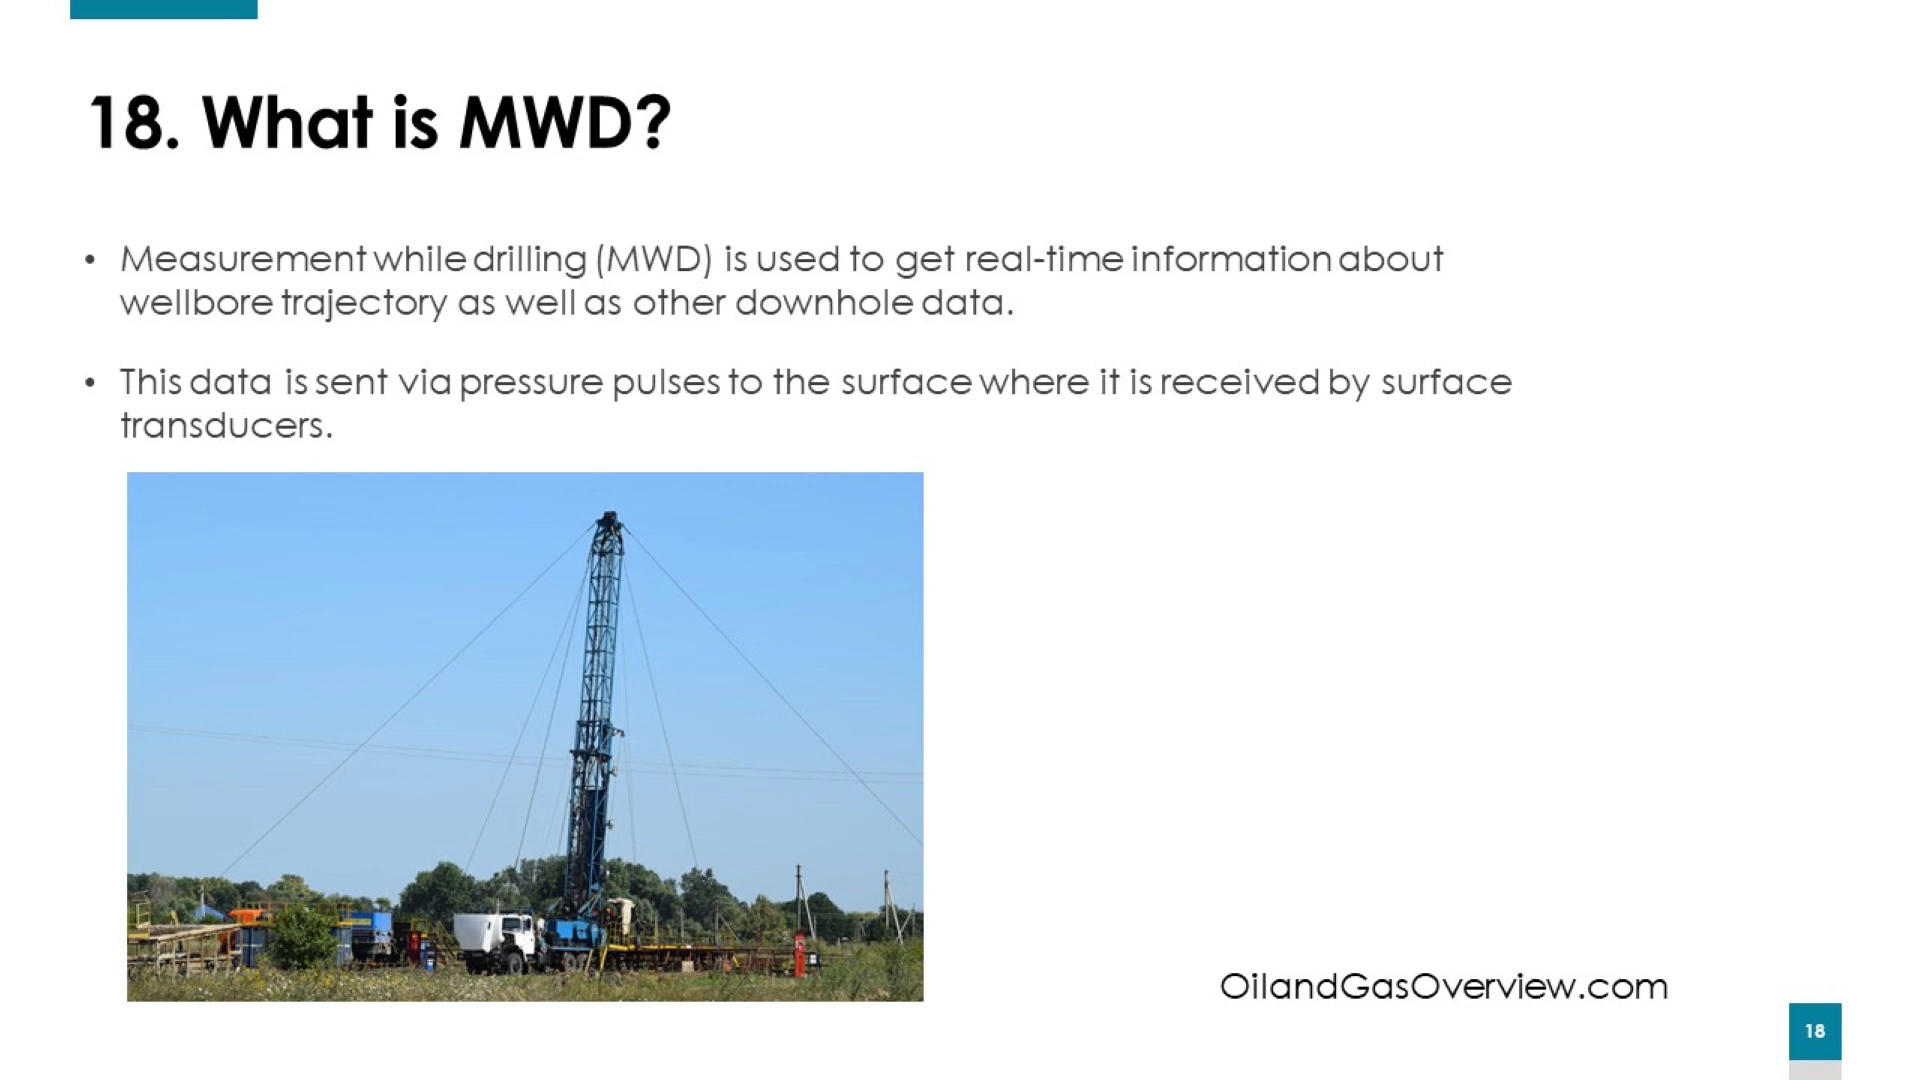 18. What is MWD?
• Measurement while drilling (MWD) is used to get real-time information about
wellbore trajectory as well as other downhole data.
• This data is sent via pressure pulses to the surface where it is received by surface
transducers.
OilandGasOverview.com
18